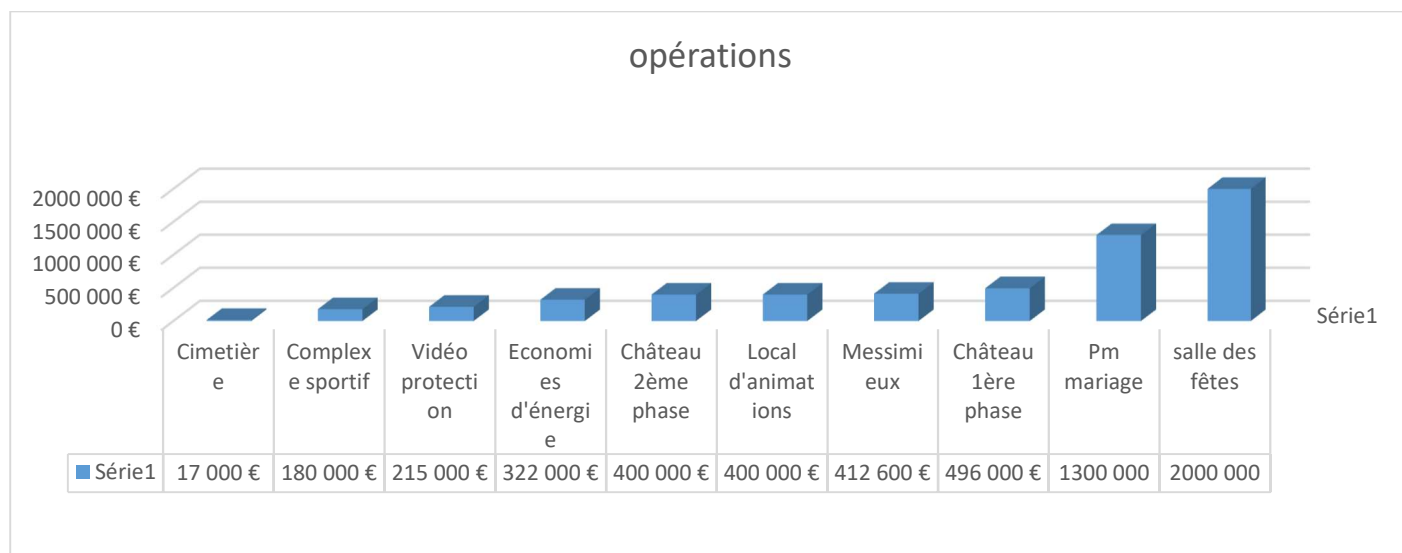 opérations
2000 000 €
1500 000 €
1000 000 €
500 000 €
0 €
Série1
Cimetièr
e
Complex
e sportif
Vidéo
protecti
on
Economi
es
d'énergi
e
Château
2ème
phase
Local
d'animat
ions
Messimi
eux
Château
1ère
phase
Pm
mariage
salle des
fêtes
Série1 17 000 € 180 000 € 215 000 € 322 000 € 400 000 € 400 000 € 412 600 € 496 000 € 1300 000 2000 000